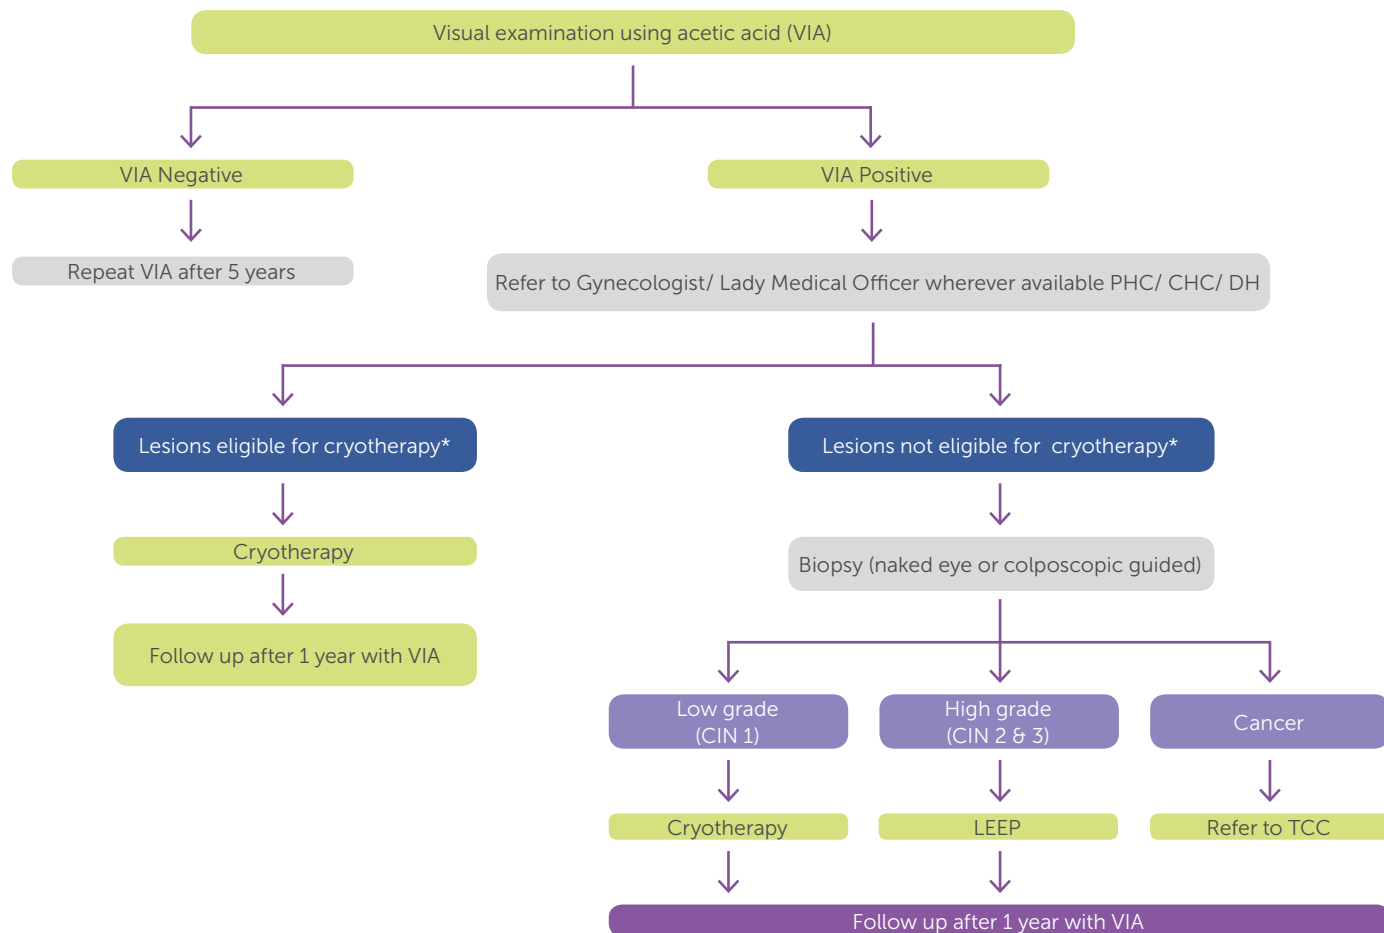 Visual examination using acetic acid (VIA)
VIA Negative
VIA Positive
Repeat VIA after 5 years
Refer to Gynecologist/ Lady Medical Officer wherever available PHC/ CHC/ DH
Lesions eligible for cryotherapy*
Lesions not eligible for cryotherapy*
Cryotherapy
Biopsy (naked eye or colposcopic guided)
Follow up after 1 year with VIA
Low grade
(CIN 1)
High grade
(CIN 2 & 3)
Cancer
Cryotherapy
LEEP
Refer to TCC
Follow up after 1 year with VIA